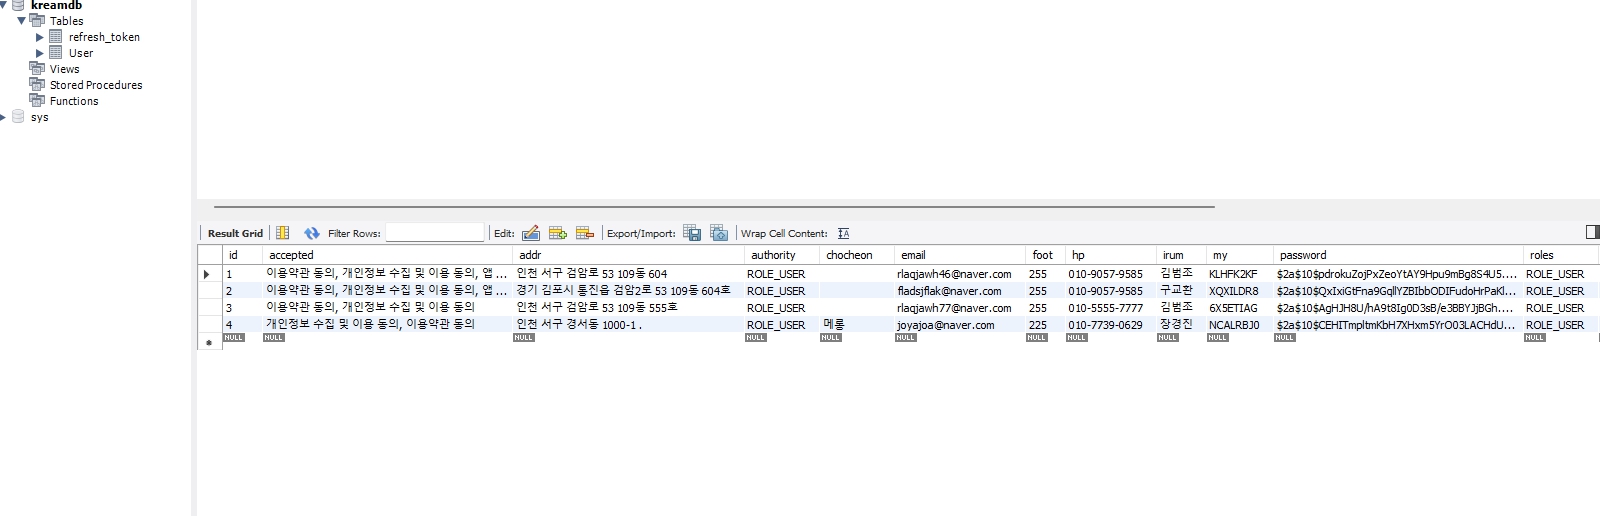 kreamdb
Tables
refresh_token
User
Views
Stored Procedures
Functions
sys
Result Grid Filter Rows: Edit: Export/Import: Wrap Cell Content:
id accepted addr authority chocheon email foot hp irum my password roles
1 이용약관 동의, 개인정보 수집 및 이용 동의, 앱 ... 인천 서구 검암로 53 109동 604 ROLE_USER rlaqjawh46@naver.com 255 010-9057-9585 김범조 KLHFK2KF $2a$10$pdrokuZojPxZeoYtAY9Hpu9mBg8S4U5.... ROLE_USER
2 이용약관 동의, 개인정보 수집 및 이용 동의, 앱 ... 경기 김포시 통진읍 검암2로 53 109동 604호 ROLE_USER fladsjflak@naver.com 255 010-9057-9585 구교환 XQXILDR8 $2a$10$QxIxiGtFna9GqllYZBIbbODIFudoHrPaKl... ROLE_USER
3 이용약관 동의, 개인정보 수집 및 이용 동의 인천 서구 검암로 53 109동 555호 ROLE_USER rlaqjawh77@naver.com 255 010-5555-7777 김범조 6X5ETIAG $2a$10$AgHJH8U/hA9t8Ig0D3sB/e3BBYJjBGh.... ROLE_USER
4 개인정보 수집 및 이용 동의, 이용약관 동의 인천 서구 경서동 1000-1 . ROLE_USER 메롱 joyajoa@naver.com 225 010-7739-0629 장경진 NCALRBJ0 $2a$10$CEHITmpltmKbH7XHxm5YrO03LACHdU... ROLE_USER
NULL NULL NULL NULL NULL NULL NULL NULL NULL NULL NULL NULL